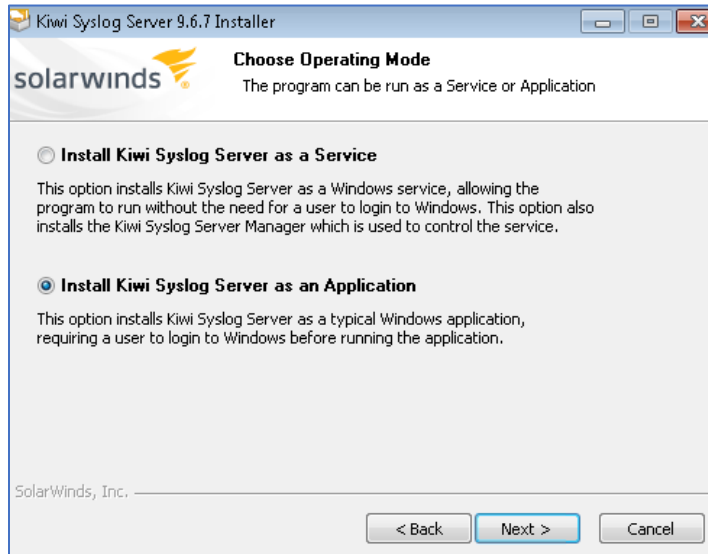 Kiwi Syslog Server 9.6.7 Installer
solarwinds
Choose Operating Mode
The program can be run as a Service or Application
Install Kiwi Syslog Server as a Service
This option installs Kiwi Syslog Server as a Windows service, allowing the
program to run without the need for a user to login to Windows. This option also
installs the Kiwi Syslog Server Manager which is used to control the service.
Install Kiwi Syslog Server as an Application
This option installs Kiwi Syslog Server as a typical Windows application,
requiring a user to login to Windows before running the application.
SolarWinds, Inc.
< Back Next > Cancel